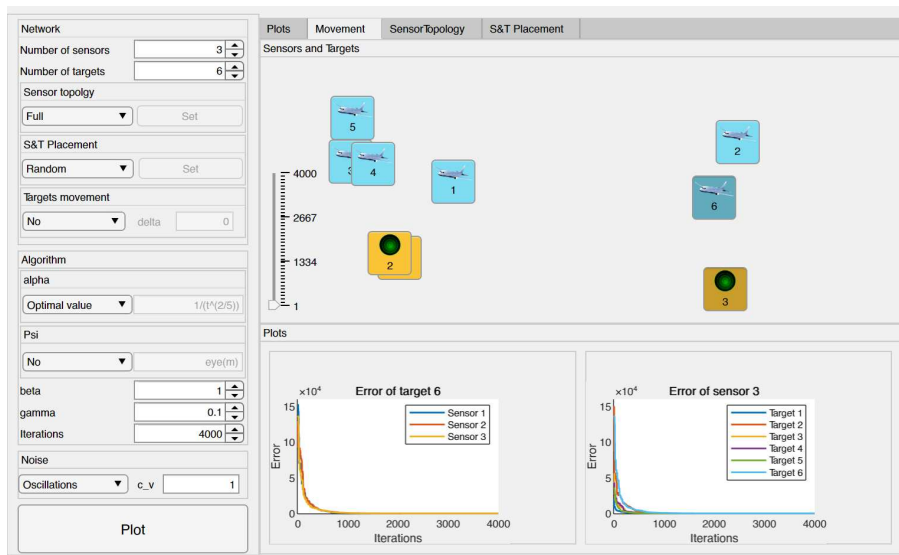 Network
Number of sensors 3
Number of targets 6
Sensor topolgy
Full Set
S&T Placement
Random Set
Targets movement
No delta 0
Algorithm
alpha
Optimal value 1/(t^(2/5))
Psi
No eye(m)
beta 1
gamma 0.1
Iterations 4000
Noise
Oscillations c_v 1
Plot
Plots Movement SensorTopology S&T Placement
Sensors and Targets
5
3
4
1
2
6
4000
2667
1334
1
2
3
Plots
Error of target 6
×10⁴
15
10
5
0
Error
0 1000 2000 3000 4000
Iterations
Sensor 1
Sensor 2
Sensor 3
Error of sensor 3
×10⁴
15
10
5
0
Error
0 1000 2000 3000 4000
Iterations
Target 1
Target 2
Target 3
Target 4
Target 5
Target 6